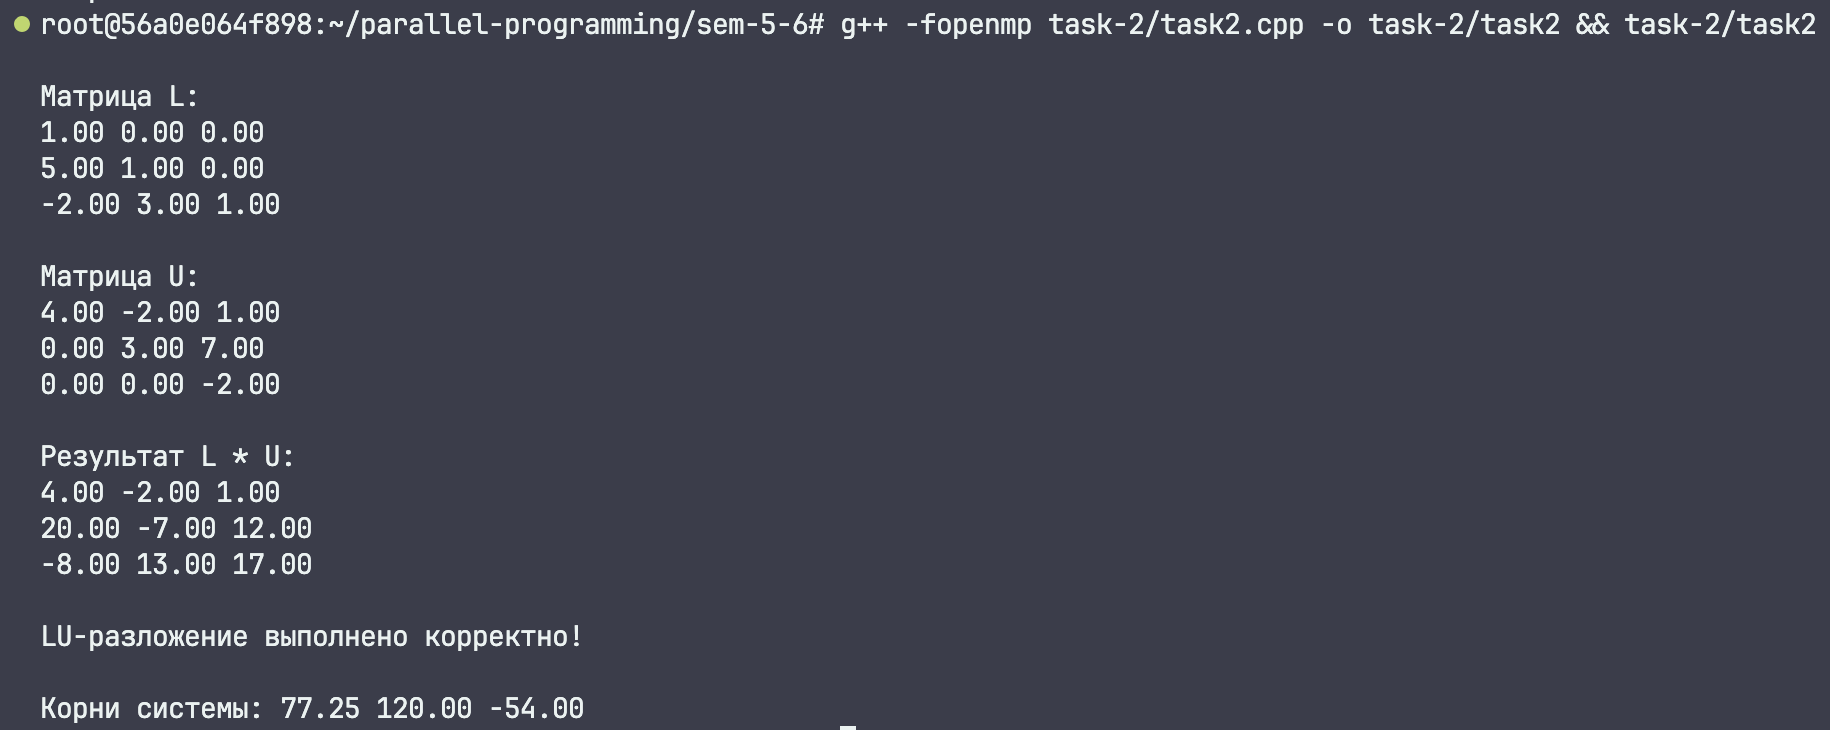 root@56a0e064f898:~/parallel-programming/sem-5-6# g++ -fopenmp task-2/task2.cpp -o task-2/task2 && task-2/task2
Матрица L:
1.00 0.00 0.00
5.00 1.00 0.00
-2.00 3.00 1.00
Матрица U:
4.00 -2.00 1.00
0.00 3.00 7.00
0.00 0.00 -2.00
Результат L * U:
4.00 -2.00 1.00
20.00 -7.00 12.00
-8.00 13.00 17.00
LU-разложение выполнено корректно!
Корни системы: 77.25 120.00 -54.00